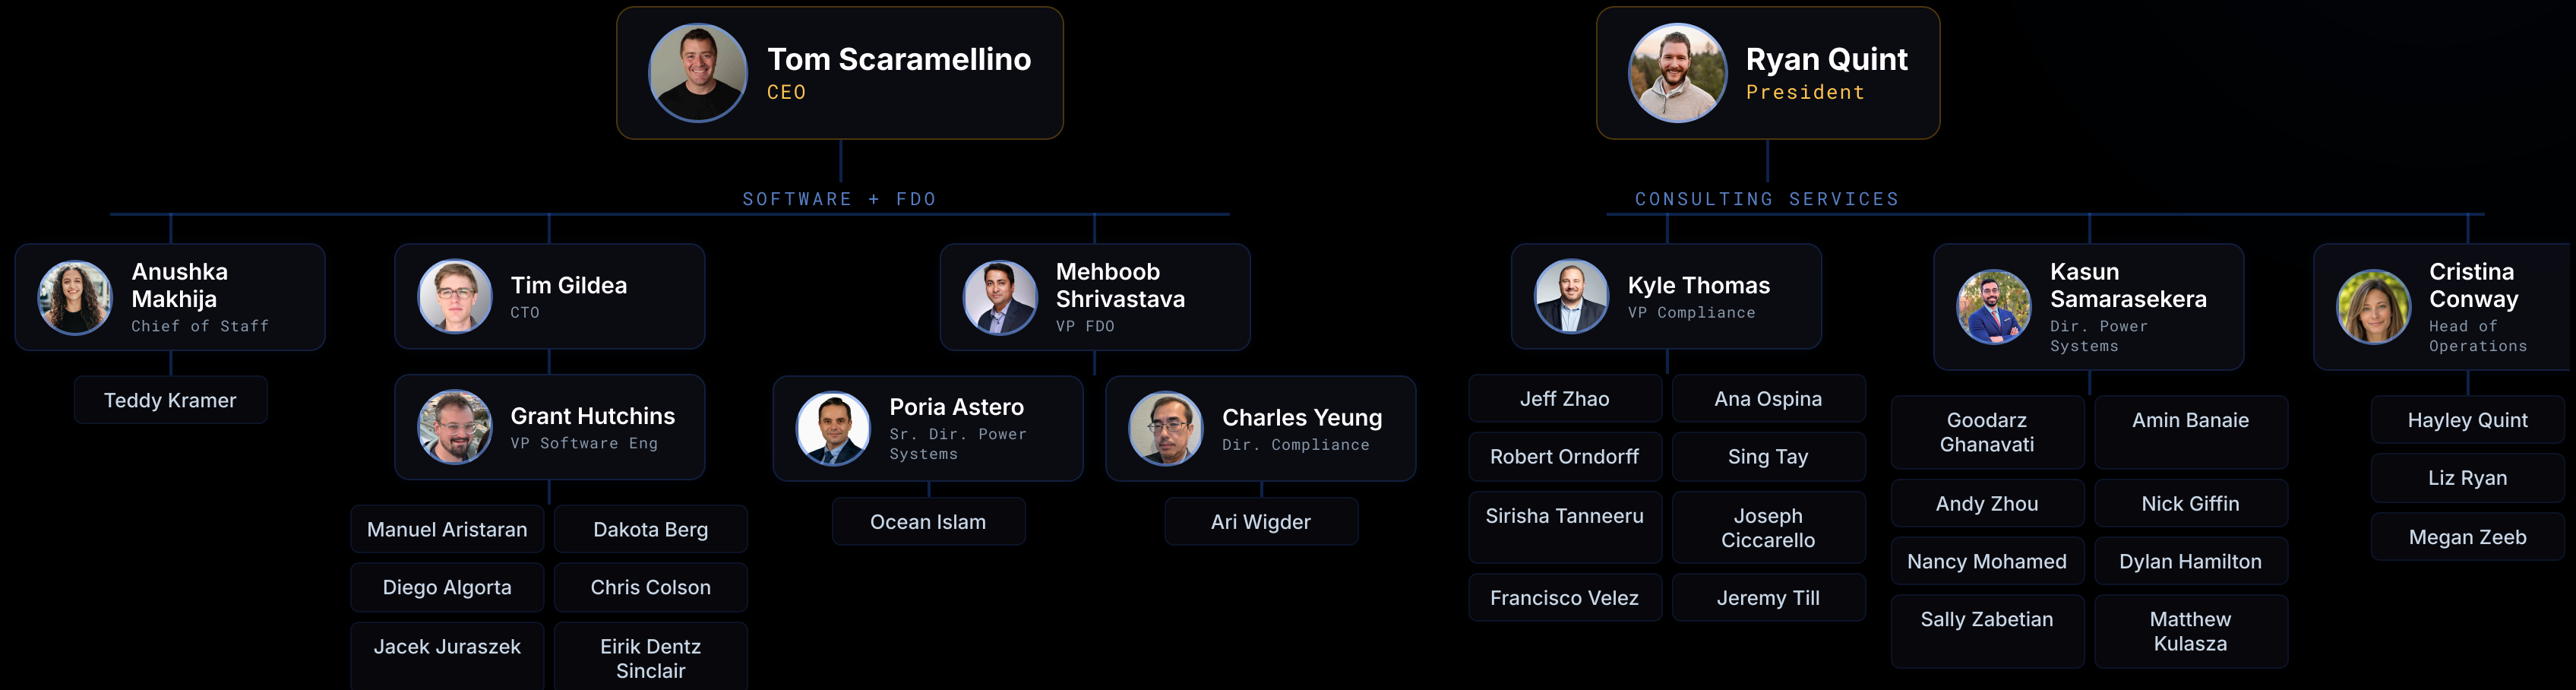 Tom Scaramellino
CEO
Ryan Quint
President
SOFTWARE + FDO
CONSULTING SERVICES
Anushka
Makhija
Chief of Staff
Teddy Kramer
Tim Gildea
CTO
Grant Hutchins
VP Software Eng
Manuel Aristaran
Dakota Berg
Diego Algorta
Chris Colson
Jacek Juraszek
Eirik Dentz
Sinclair
Mehboob
Shrivastava
VP FDO
Poria Astero
Sr. Dir. Power
Systems
Ocean Islam
Charles Yeung
Dir. Compliance
Ari Wigder
Kyle Thomas
VP Compliance
Jeff Zhao
Ana Ospina
Robert Orndorff
Sing Tay
Sirisha Tanneeru
Joseph
Ciccarello
Francisco Velez
Jeremy Till
Kasun
Samarasekera
Dir. Power
Systems
Goodarz
Ghanavati
Amin Banaie
Andy Zhou
Nick Giffin
Nancy Mohamed
Dylan Hamilton
Sally Zabetian
Matthew
Kulasza
Cristina
Conway
Head of
Operations
Hayley Quint
Liz Ryan
Megan Zeeb